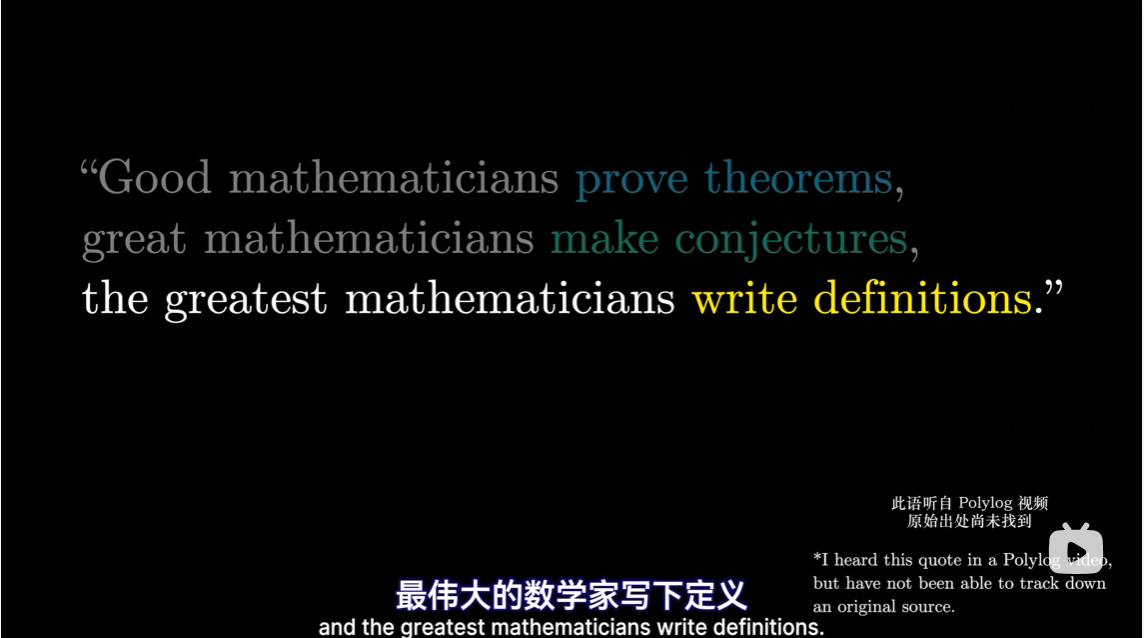 “Good mathematicians prove theorems,
great mathematicians make conjectures,
the greatest mathematicians write definitions.”
此语听自 Polylog 视频
原始出处尚未找到
*I heard this quote in a Polylog video,
but have not been able to track down
an original source.
最伟大的数学家写下定义
and the greatest mathematicians write definitions.